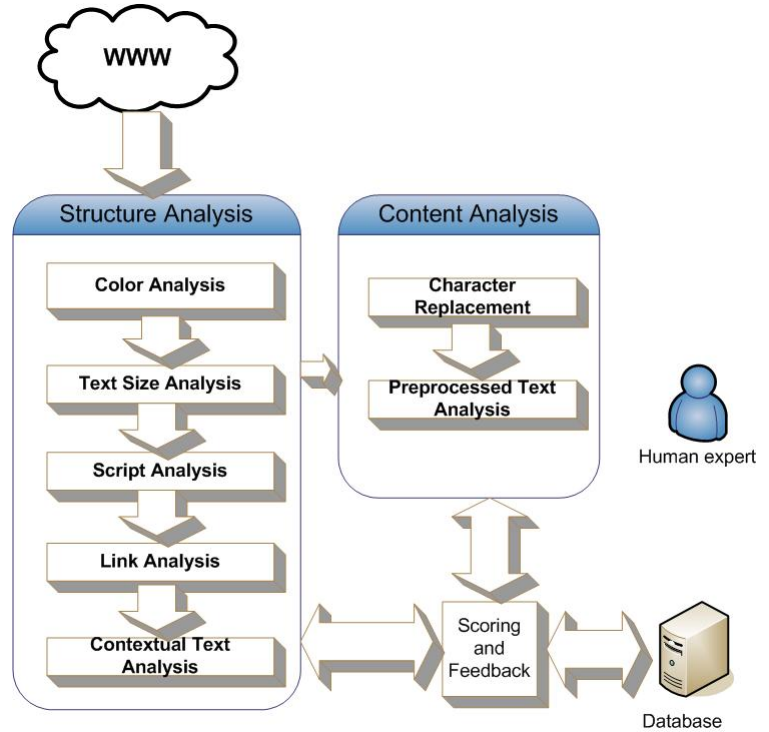 WWW
Structure Analysis
Color Analysis
Text Size Analysis
Script Analysis
Link Analysis
Contextual Text
Analysis
Content Analysis
Character
Replacement
Preprocessed Text
Analysis
Human expert
Scoring
and
Feedback
Database